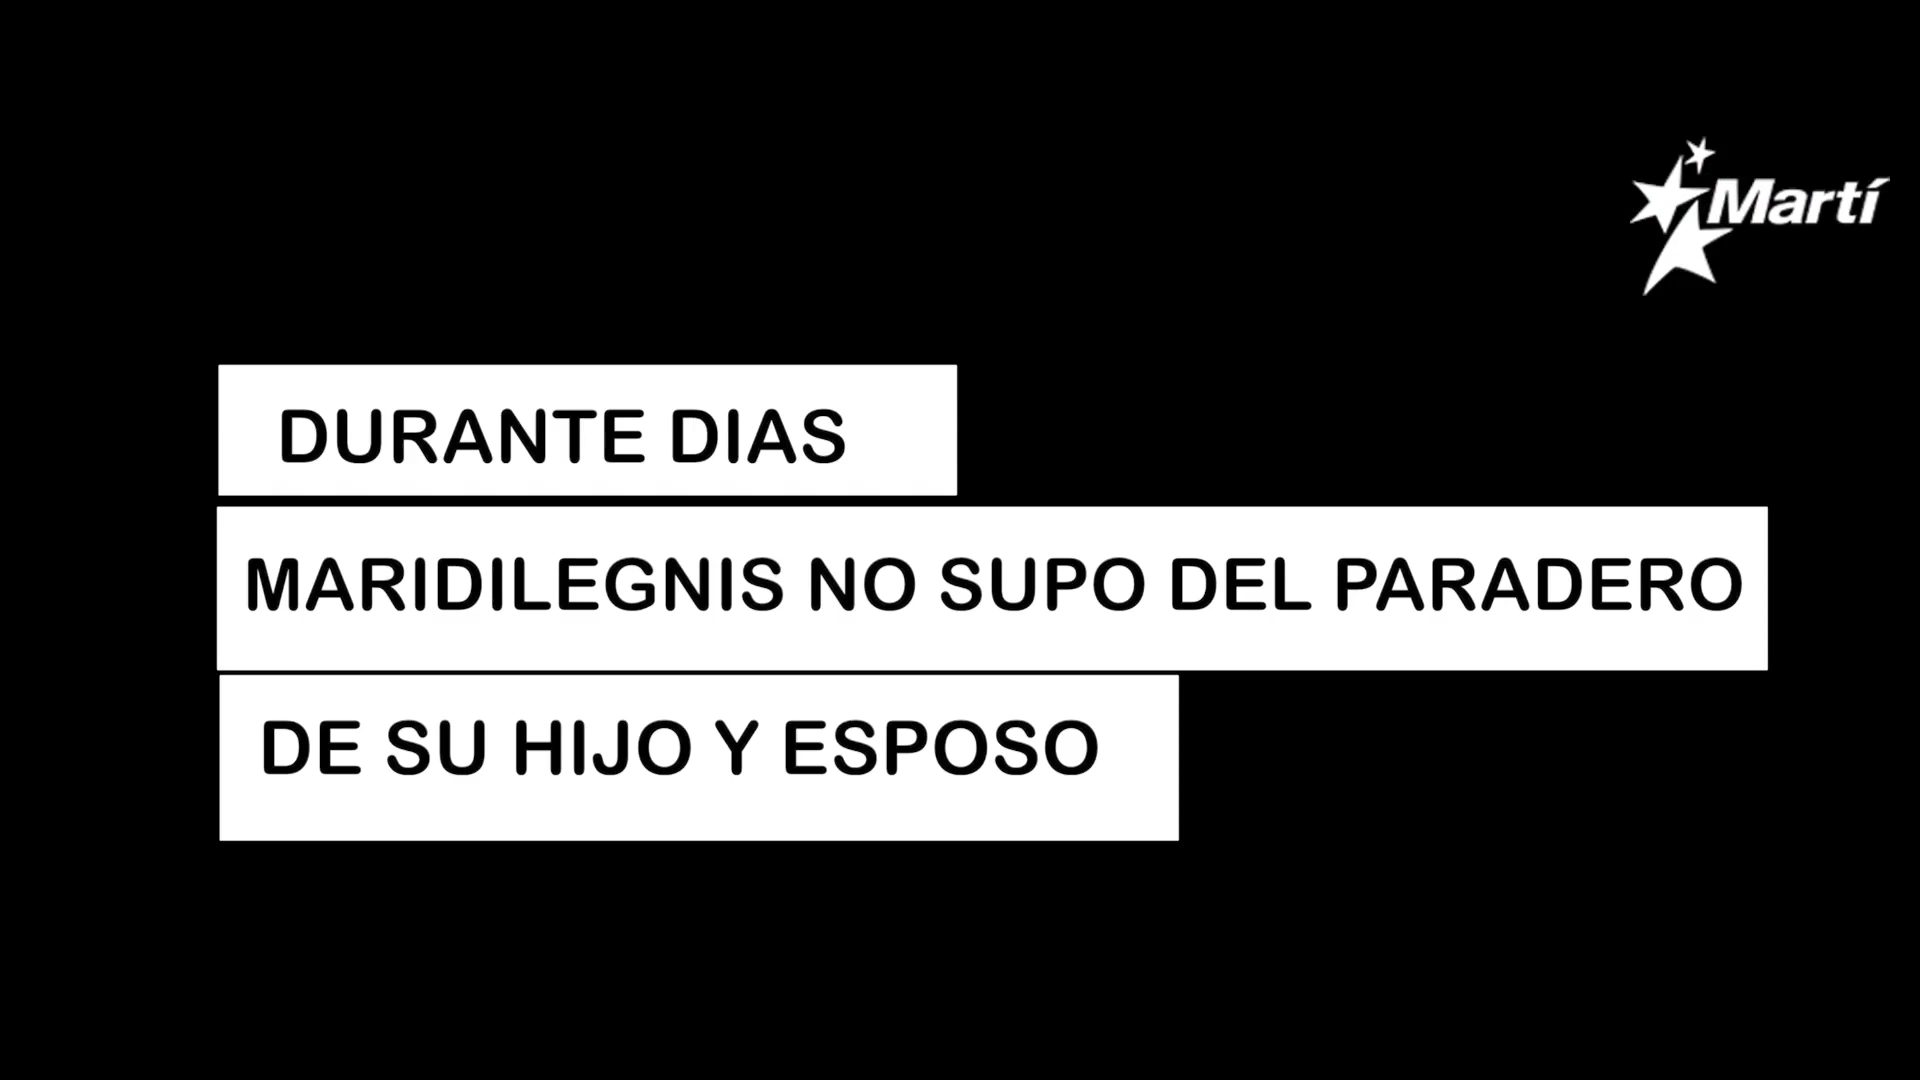 Martí
DURANTE DIAS
MARIDILEGNIS NO SUPO DEL PARADERO
DE SU HIJO Y ESPOSO